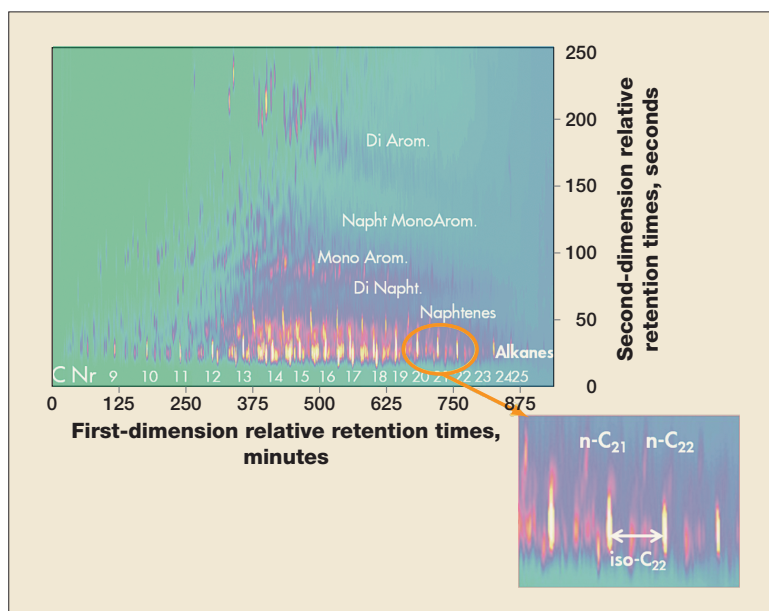 250
200
150
100
50
0
Second-dimension relative
retention times, seconds
Di Arom.
Napht MonoArom.
Mono Arom.
Di Napht.
Naphtenes
Alkanes
C Nr 9 10 11 12 13 14 15 16 17 18 19 20 21 22 23 24 25
0 125 250 375 500 625 750 875
First-dimension relative retention times,
minutes
n-C₂₁ n-C₂₂
iso-C₂₂